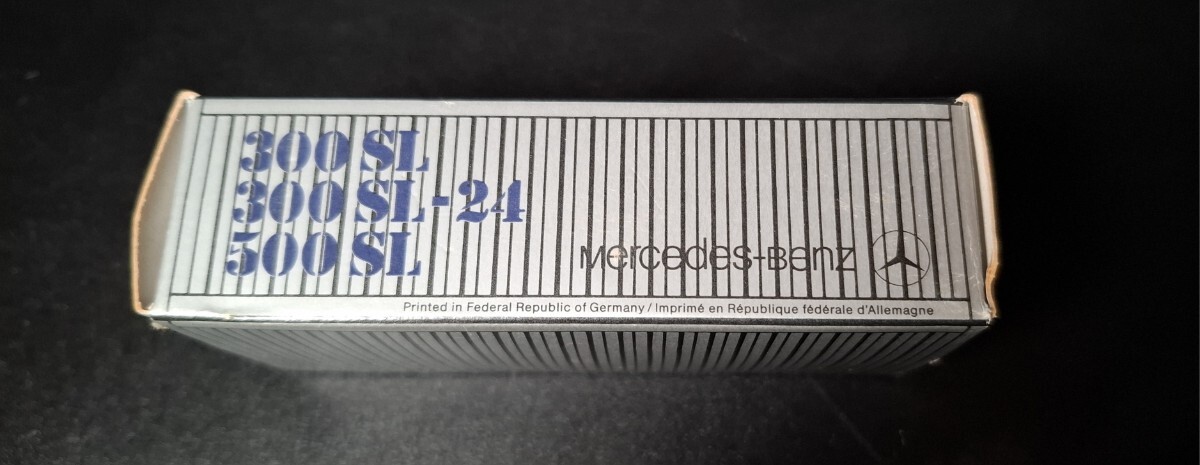 300 SL
300 SL-24
500 SL
Mercedes-Benz
Printed in Federal Republic of Germany / Imprimé en République fédérale d'Allemagne